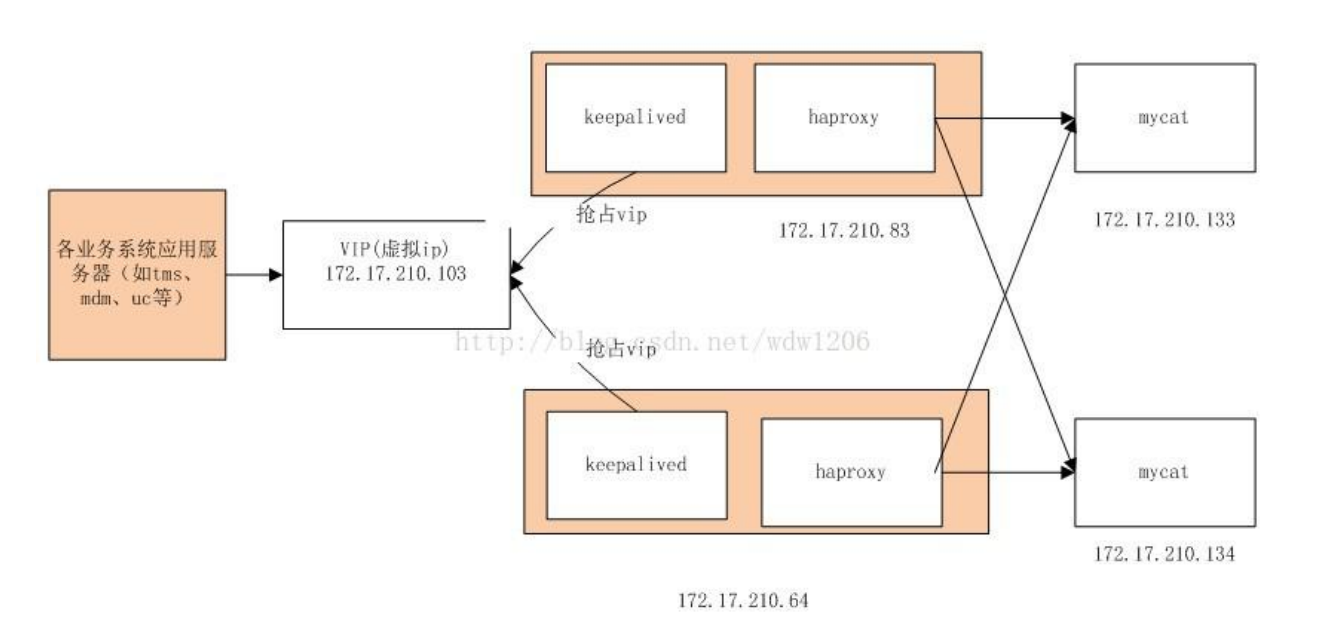 keepalived
haproxy
mycat
抢占vip
172.17.210.83
172.17.210.133
各业务系统应用服
务器（如tms、
mdm、uc等）
VIP(虚拟ip)
172.17.210.103
http://blog.csdn.net/wdw1206
抢占vip
keepalived
haproxy
mycat
172.17.210.134
172.17.210.64